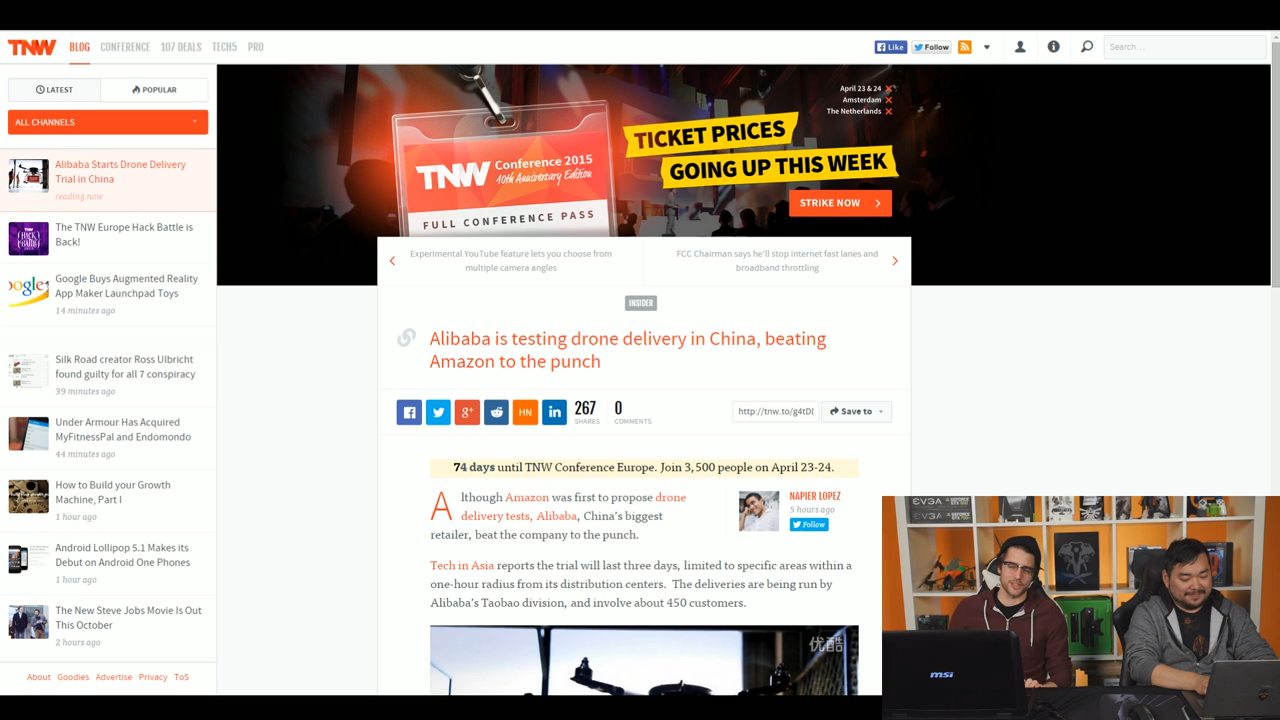 TNW
BLOG
CONFERENCE
107 DEALS
TECH5
PRO
Like
Follow
Search...
LATEST
POPULAR
ALL CHANNELS
Alibaba Starts Drone Delivery
Trial in China
reading now
The TNW Europe Hack Battle is
Back!
Google Buys Augmented Reality
App Maker Launchpad Toys
14 minutes ago
Silk Road creator Ross Ulbricht
found guilty for all 7 conspiracy
39 minutes ago
Under Armour Has Acquired
MyFitnessPal and Endomondo
44 minutes ago
How to Build your Growth
Machine, Part I
1 hour ago
Android Lollipop 5.1 Makes its
Debut on Android One Phones
1 hour ago
The New Steve Jobs Movie Is Out
This October
2 hours ago
About Goodies Advertise Privacy ToS
April 23 & 24
Amsterdam
The Netherlands
TNW Conference 2015
10th Anniversary Edition
FULL CONFERENCE PASS
TICKET PRICES
GOING UP THIS WEEK
STRIKE NOW
Experimental YouTube feature lets you choose from
multiple camera angles
FCC Chairman says he'll stop internet fast lanes and
broadband throttling
INSIDER
Alibaba is testing drone delivery in China, beating
Amazon to the punch
HN
267
SHARES
0
COMMENTS
http://tnw.to/g4tDl
Save to
74 days until TNW Conference Europe. Join 3,500 people on April 23-24.
Although Amazon was first to propose drone
delivery tests, Alibaba, China's biggest
retailer, beat the company to the punch.
NAPIER LOPEZ
5 hours ago
Follow
Tech in Asia reports the trial will last three days, limited to specific areas within a
one-hour radius from its distribution centers. The deliveries are being run by
Alibaba's Taobao division, and involve about 450 customers.
优酷
EVGA
msi